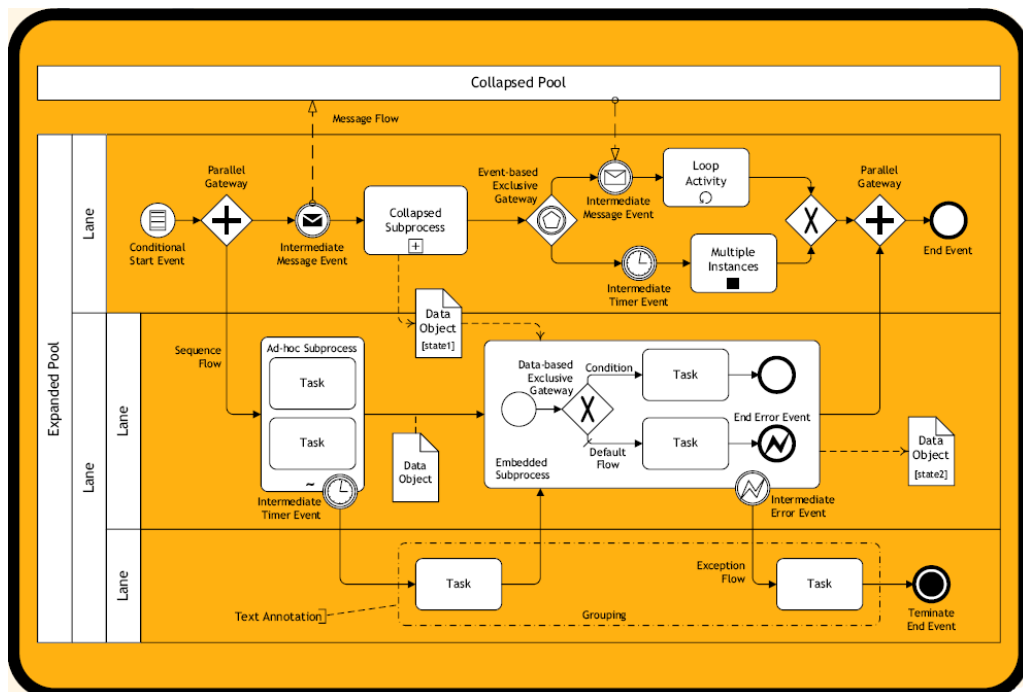 Collapsed Pool
Message Flow
Expanded Pool
Lane
Parallel
Gateway
Conditional
Start Event
Intermediate
Message Event
Collapsed
Subprocess
Event-based
Exclusive
Gateway
Intermediate
Message Event
Loop
Activity
Parallel
Gateway
Intermediate
Timer Event
Multiple
Instances
End Event
Lane
Lane
Sequence
Flow
Ad-hoc Subprocess
Task
Task
~
Intermediate
Timer Event
Data
Object
[state1]
Data
Object
Data-based
Exclusive
Gateway
Condition
Task
Default
Flow
Task
End Error Event
Embedded
Subprocess
Intermediate
Error Event
Data
Object
[state2]
Lane
Task
Text Annotation
Grouping
Exception
Flow
Task
Teminate
End Event